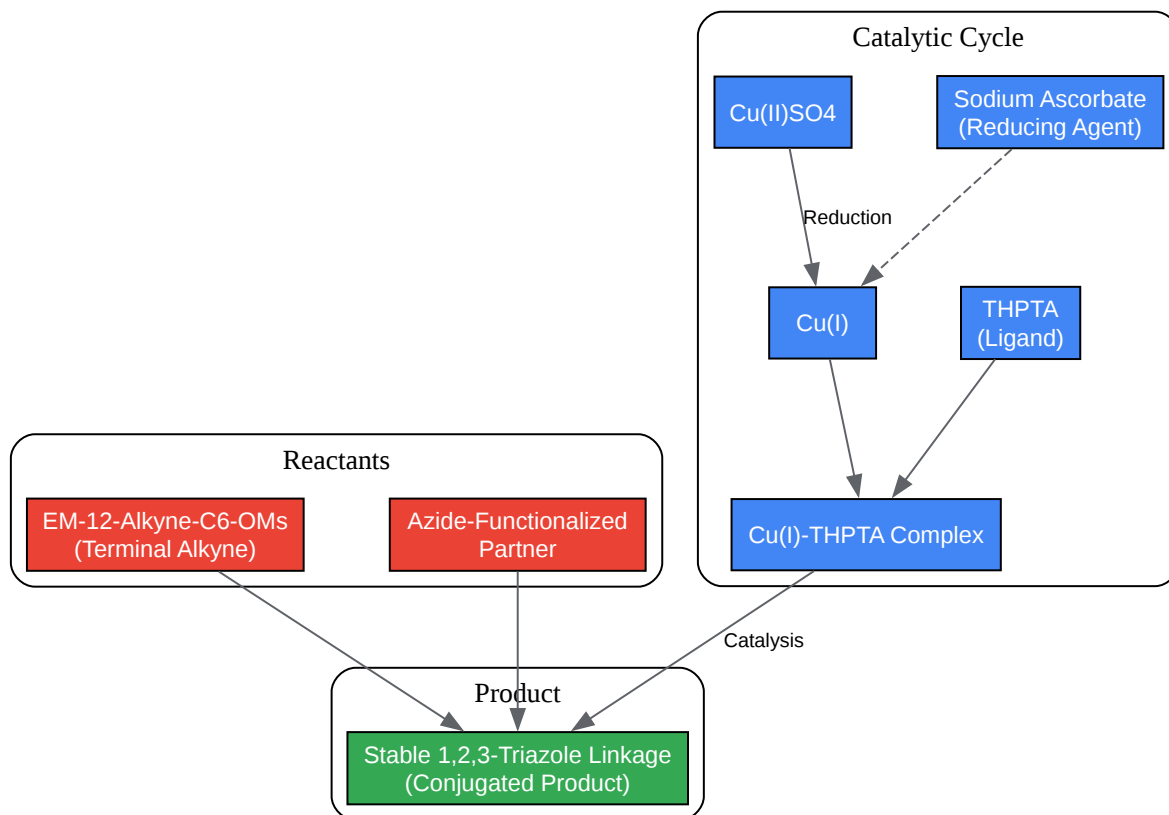 Catalytic Cycle
Cu(II)SO4
Sodium Ascorbate
(Reducing Agent)
Reduction
Cu(I)
THPTA
(Ligand)
Reactants
EM-12-Alkyne-C6-OMs
(Terminal Alkyne)
Azide-Functionalized
Partner
Cu(I)-THPTA Complex
Catalysis
Product
Stable 1,2,3-Triazole Linkage
(Conjugated Product)